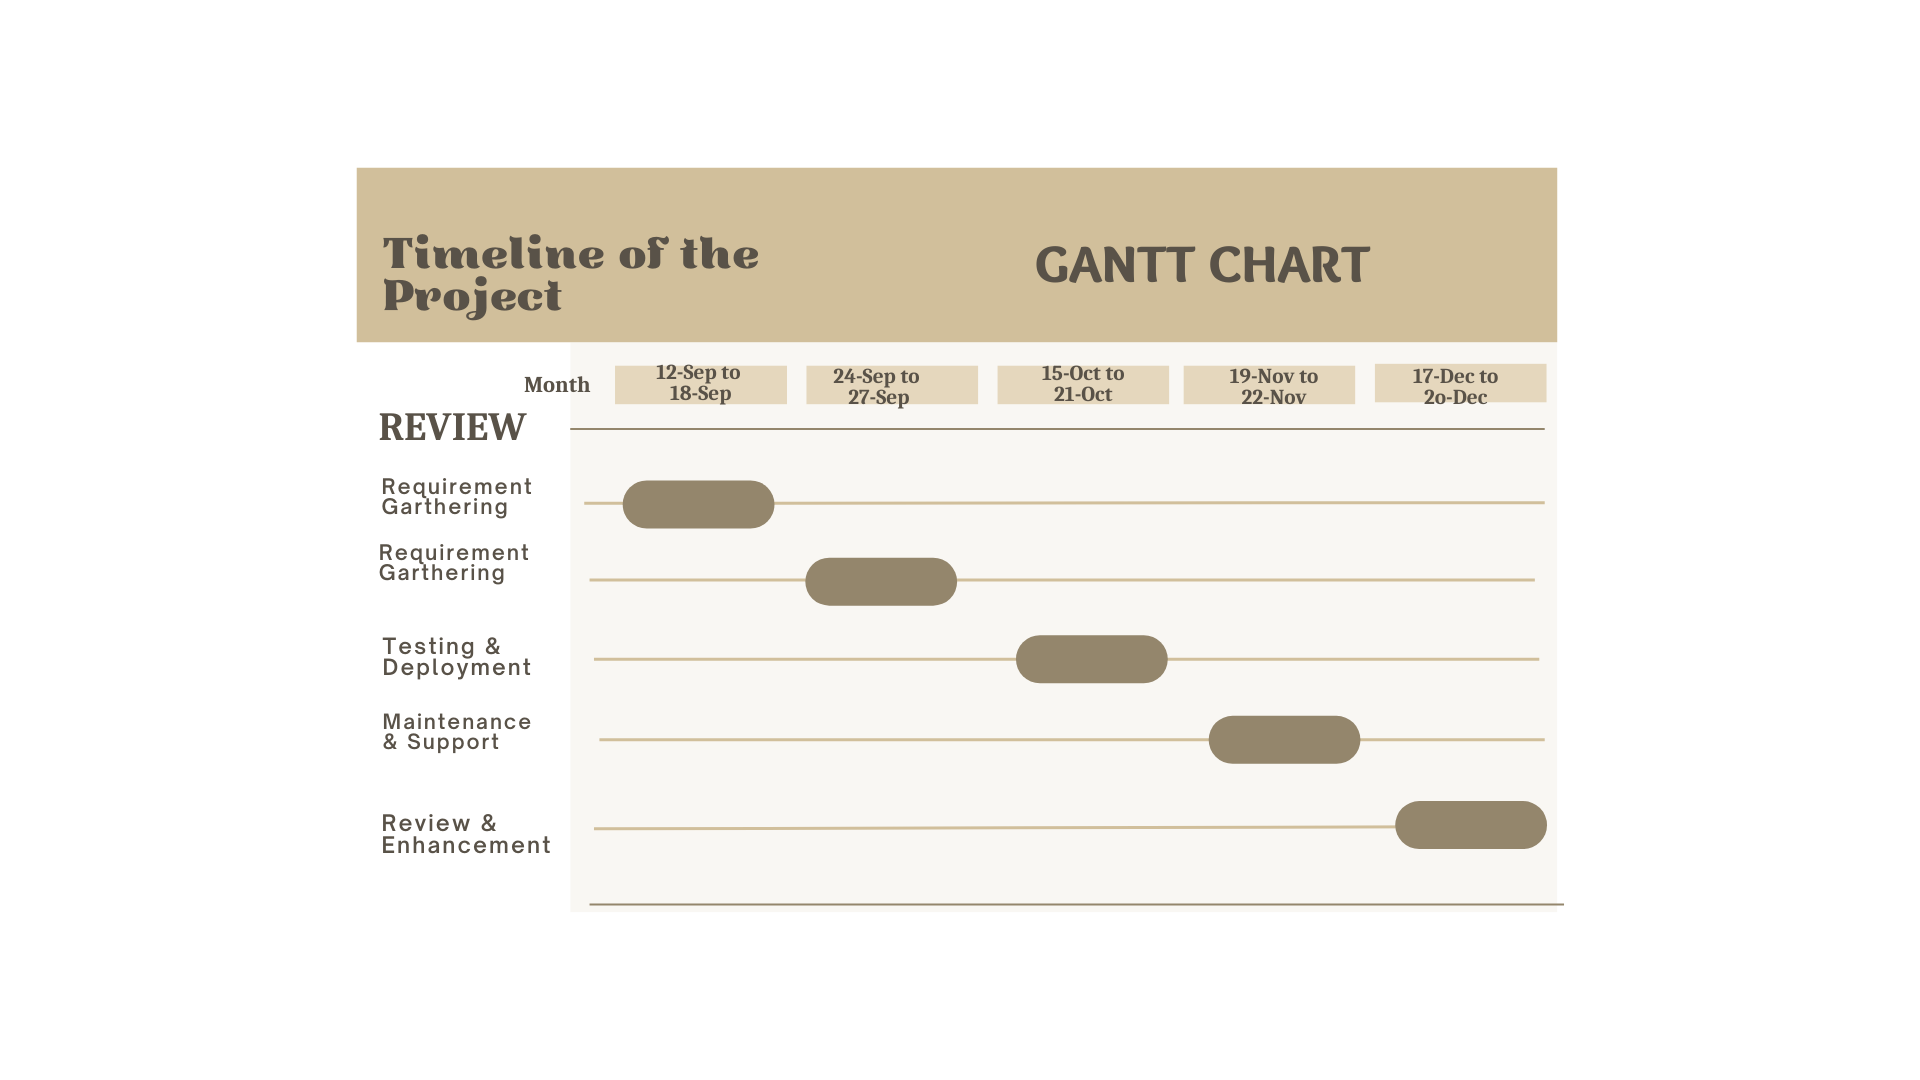 Timeline of the
Project
GANTT CHART
Month
12-Sep to
18-Sep
24-Sep to
27-Sep
15-Oct to
21-Oct
19-Nov to
22-Nov
17-Dec to
2o-Dec
REVIEW
Requirement
Garthering
Requirement
Garthering
Testing &
Deployment
Maintenance
& Support
Review &
Enhancement